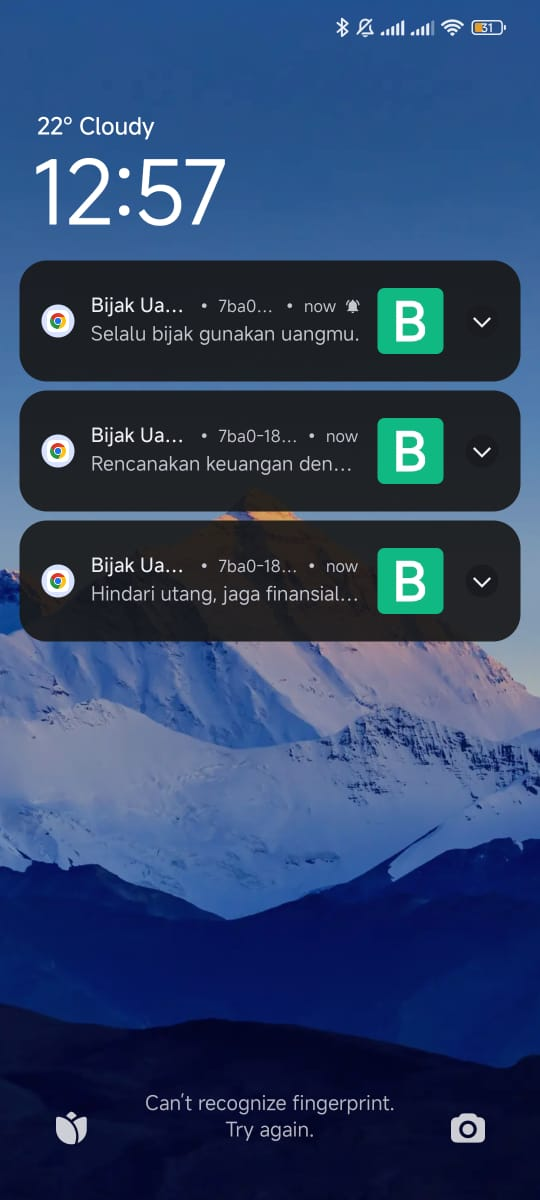 31
22° Cloudy
12:57
Bijak Ua... • 7ba0... • now
Selalu bijak gunakan uangmu.
B
Bijak Ua... • 7ba0-18... • now
Rencanakan keuangan den...
B
Bijak Ua... • 7ba0-18... • now
Hindari utang, jaga finansial...
B
Can't recognize fingerprint.
Try again.